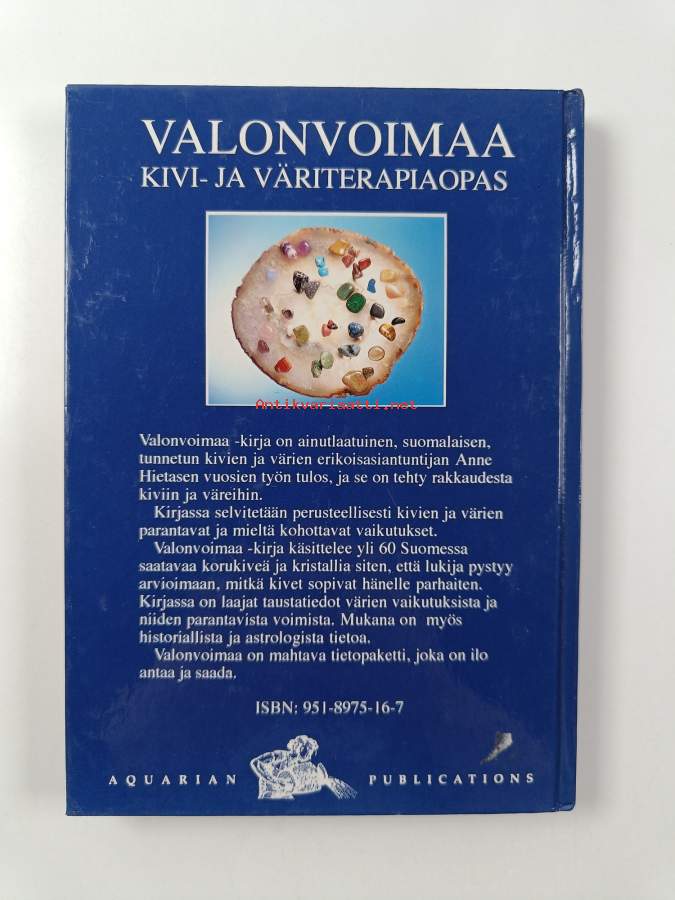 VALONVOIMAA
KIVI- JA VÄRITERAPIAOPAS
Antikvariaatti.net
Valonvoimaa -kirja on ainutlaatuinen, suomalaisen,
tunnetun kivien ja värien erikoisasiantuntijan Anne
Hietasen vuosien työn tulos, ja se on tehty rakkaudesta
kiviin ja väreihin.
Kirjassa selvitetään perusteellisesti kivien ja värien
parantavat ja mieltä kohottavat vaikutukset.
Valonvoimaa -kirja käsittelee yli 60 Suomessa
saatavaa korukiveä ja kristallia siten, että lukija pystyy
arvioimaan, mitkä kivet sopivat hänelle parhaiten.
Kirjassa on laajat taustatiedot värien vaikutuksista ja
niiden parantavista voimista. Mukana on myös
historiallista ja astrologista tietoa.
Valonvoimaa on mahtava tietopaketti, joka on ilo
antaa ja saada.
ISBN: 951-8975-16-7
AQUARIAN PUBLICATIONS